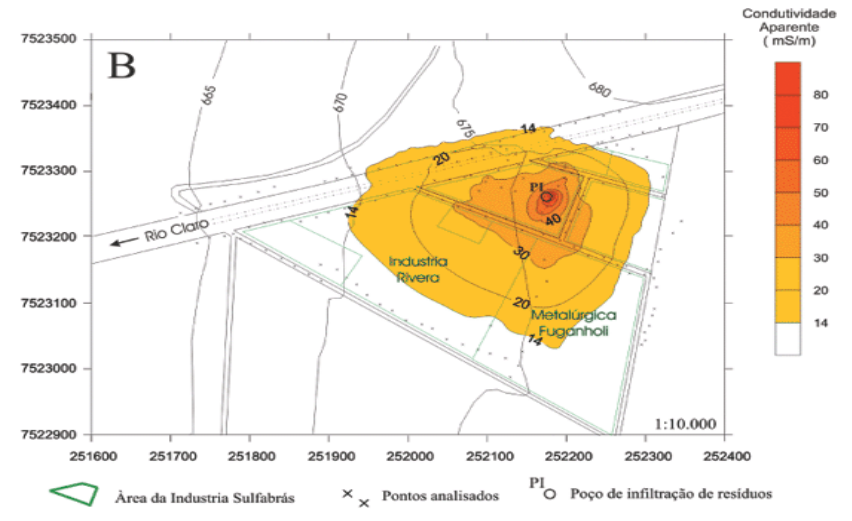 Condutividade
Aparente
( mS/m)
B
7523500
7523400
7523300
7523200
7523100
7523000
7522900
665
670
675
680
14
20
14
PI
40
30
20
14
Rio Claro
Industria
Rivera
Metalúrgica
Fuganholi
1:10.000
80
70
60
50
40
30
20
14
251600
251700
251800
251900
252000
252100
252200
252300
252400
Àrea da Industria Sulfabrás
Pontos analisados
PI
Poço de infiltração de resíduos